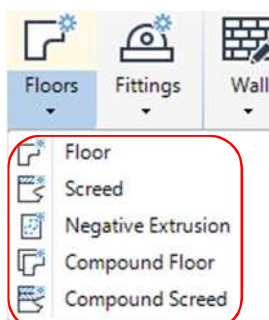 Floors Fittings Wall
Floor
Screed
Negative Extrusion
Compound Floor
Compound Screed